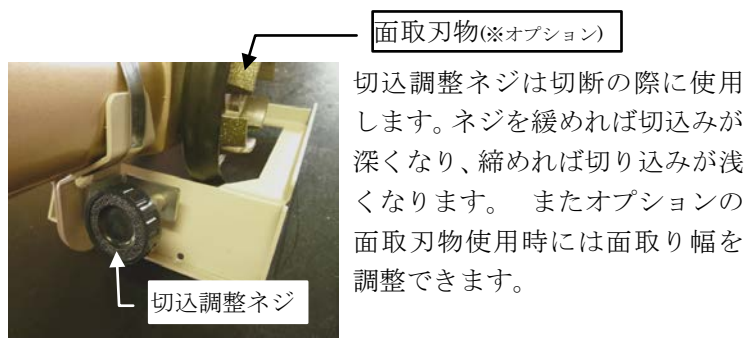 面取刃物(※オプション)
切込調整ネジは切断の際に使用
します。ネジを緩めれば切込みが
深くなり、締めれば切り込みが浅
くなります。 またオプションの
面取刃物使用時には面取り幅を
調整できます。
切込調整ネジ